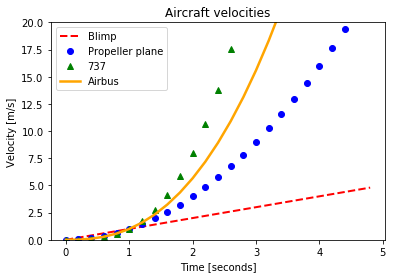 Aircraft velocities
Blimp
Propeller plane
737
Airbus
Velocity [m/s]
20.0
17.5
15.0
12.5
10.0
7.5
5.0
2.5
0.0
0
1
2
3
4
5
Time [seconds]